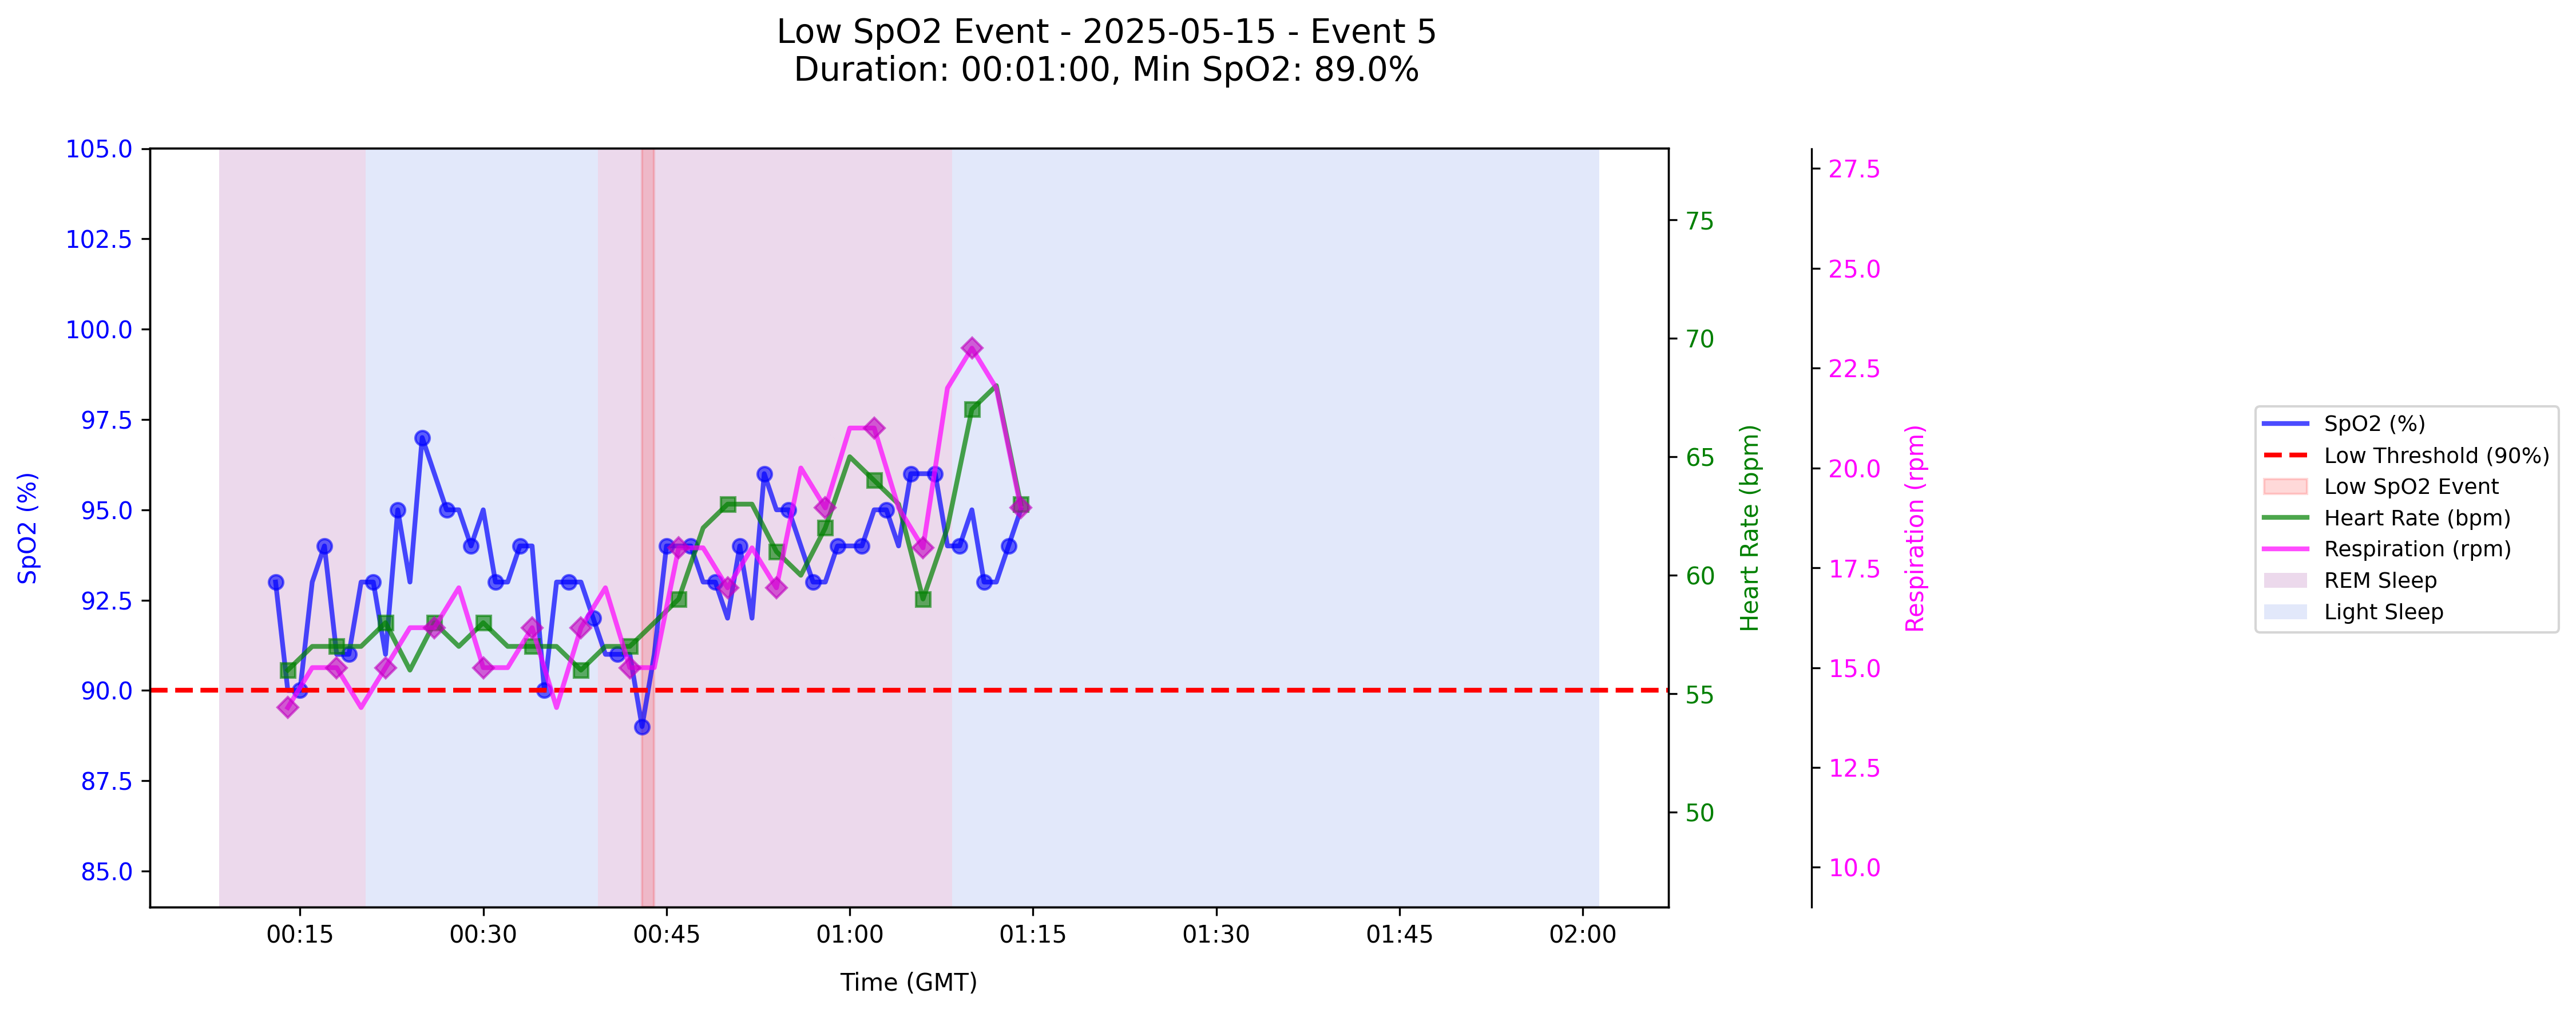 Low SpO2 Event - 2025-05-15 - Event 5
Duration: 00:01:00, Min SpO2: 89.0%
105.0
102.5
100.0
97.5
95.0
92.5
90.0
87.5
85.0
SpO2 (%)
75
70
65
60
55
50
Heart Rate (bpm)
27.5
25.0
22.5
20.0
17.5
15.0
12.5
10.0
Respiration (rpm)
SpO2 (%)
Low Threshold (90%)
Low SpO2 Event
Heart Rate (bpm)
Respiration (rpm)
REM Sleep
Light Sleep
00:15
00:30
00:45
01:00
01:15
01:30
01:45
02:00
Time (GMT)